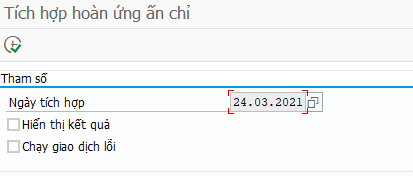 Tích hợp hoàn ứng ấn chỉ
Tham số
Ngày tích hợp 24.03.2021
Hiển thị kết quả
Chạy giao dịch lỗi